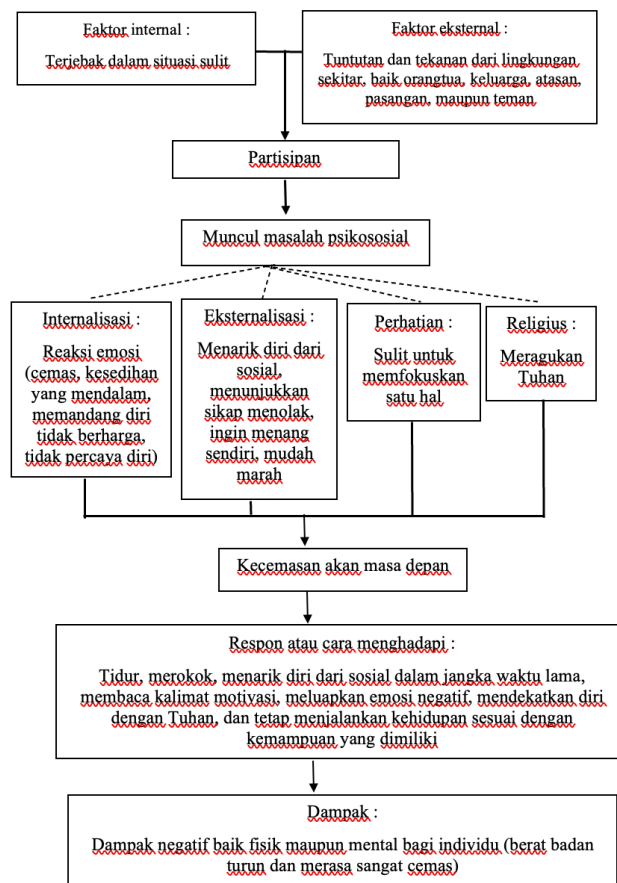 Faktor internal :
Terjebak dalam situasi sulit
Faktor eksternal :
Tuntutan dan tekanan dari lingkungan
sekitar, baik orangtua, keluarga, atasan,
pasangan, maupun teman
Partisipan
Muncul masalah psikososial
Internalisasi :
Reaksi emosi
(cemas, kesedihan
yang mendalam,
memandang diri
tidak berharga,
tidak percaya diri)
Eksternalisasi :
Menarik diri dari
sosial,
menunjukkan
sikap menolak,
ingin menang
sendiri, mudah
marah
Perhatian :
Sulit untuk
memfokuskan
satu hal
Religius :
Meragukan
Tuhan
Kecemasan akan masa depan
Respon atau cara menghadapi :
Tidur, merokok, menarik diri dari sosial dalam jangka waktu lama,
membaca kalimat motivasi, meluapkan emosi negatif, mendekatkan diri
dengan Tuhan, dan tetap menjalankan kehidupan sesuai dengan
kemampuan yang dimiliki
Dampak :
Dampak negatif baik fisik maupun mental bagi individu (berat badan
turun dan merasa sangat cemas)